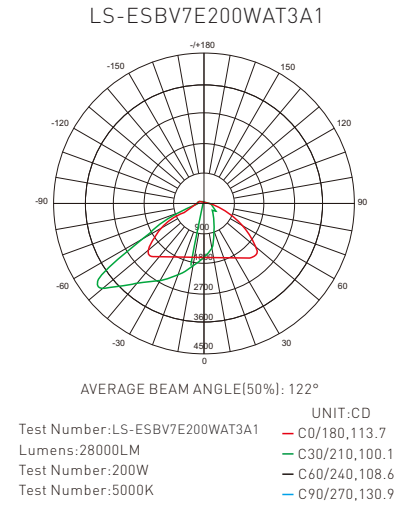 LS-ESBV7E200WAT3A1
-/+180
-150
150
-120
120
-90
90
-60
60
-30
30
0
900
1800
2700
3600
4500
AVERAGE BEAM ANGLE(50%): 122°
UNIT:CD
Test Number:LS-ESBV7E200WAT3A1
C0/180,113.7
Lumens:28000LM
C30/210,100.1
Test Number:200W
C60/240,108.6
Test Number:5000K
C90/270,130.9